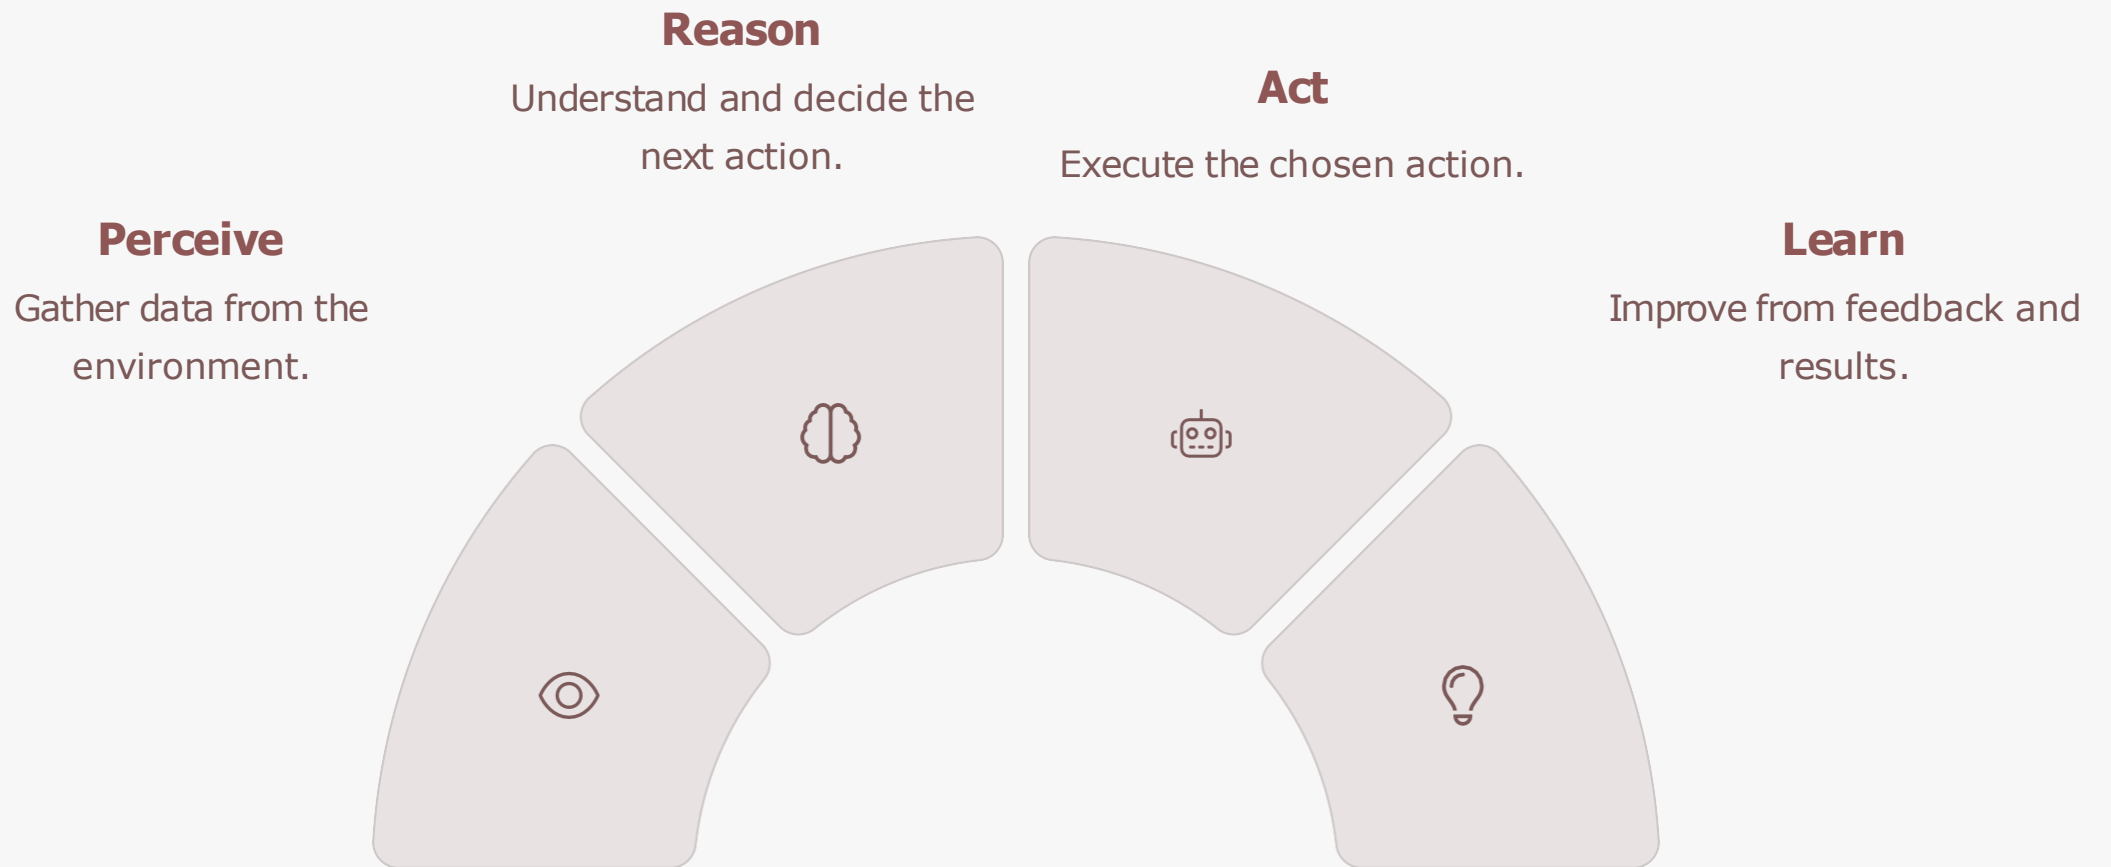 Perceive
Gather data from the
environment.
Reason
Understand and decide the
next action.
Act
Execute the chosen action.
Learn
Improve from feedback and
results.